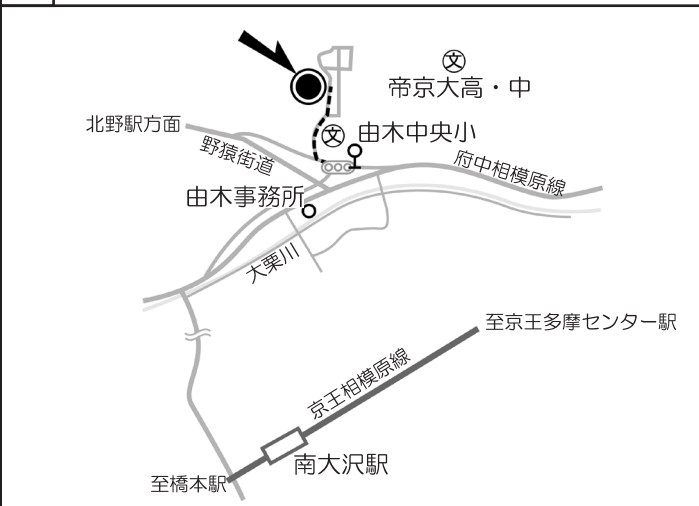 文
帝京大高・中
北野駅方面
文
由木中央小
野猿街道
府中相模原線
由木事務所
大栗川
至京王多摩センター駅
京王相模原線
南大沢駅
至橋本駅